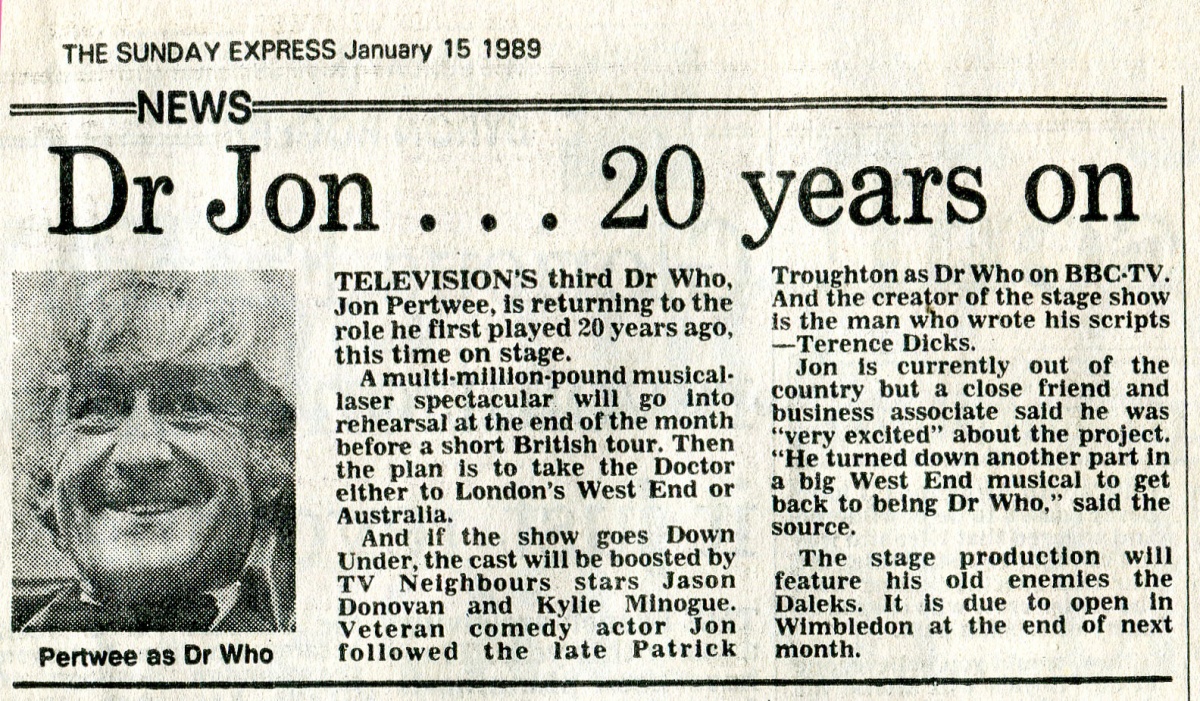 THE SUNDAY EXPRESS January 15 1989
NEWS
Dr Jon . . . 20 years on
TELEVISION'S third Dr Who,
Jon Pertwee, is returning to the
role he first played 20 years ago,
this time on stage.
A multi-million-pound musical-
laser spectacular will go into
rehearsal at the end of the month
before a short British tour. Then
the plan is to take the Doctor
either to London's West End or
Australia.
And if the show goes Down
Under, the cast will be boosted by
TV Neighbours stars Jason
Donovan and Kylie Minogue.
Veteran comedy actor Jon
followed the late Patrick
Troughton as Dr Who on BBC-TV.
And the creator of the stage show
is the man who wrote his scripts
—Terence Dicks.
Jon is currently out of the
country but a close friend and
business associate said he was
"very excited" about the project.
"He turned down another part in
a big West End musical to get
back to being Dr Who," said the
source.
The stage production will
feature his old enemies the
Daleks. It is due to open in
Wimbledon at the end of next
month.
Pertwee as Dr Who